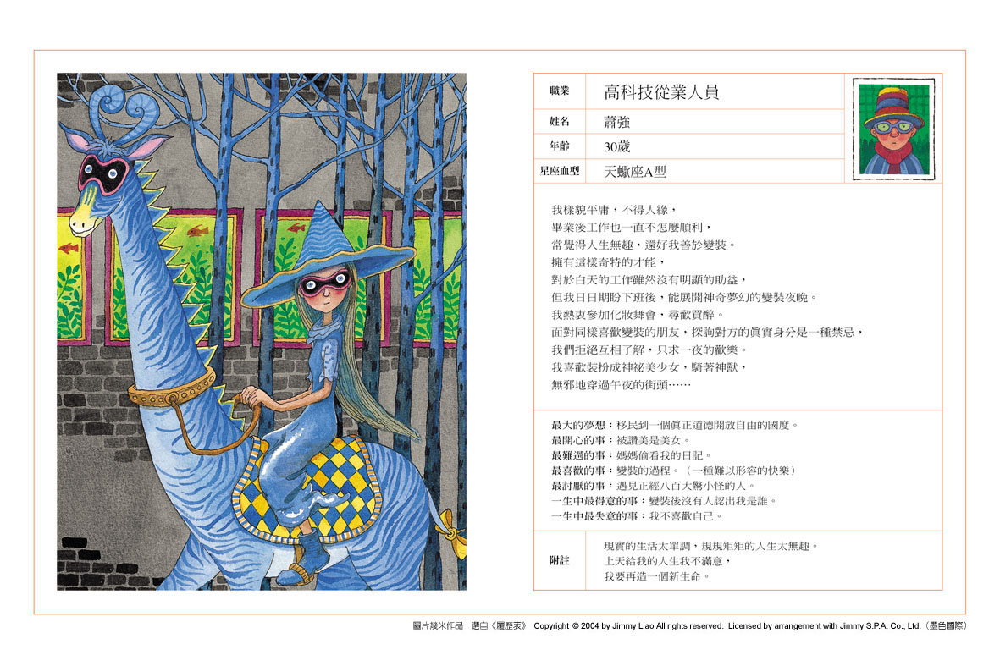 職業 高科技從業人員
姓名 蕭強
年齡 30歲
星座血型 天蠍座A型
我樣貌平庸，不得人緣，
畢業後工作也一直不怎麼順利，
常覺得人生無趣，還好我善於變裝。
擁有這樣奇特的才能，
對於白天的工作雖然沒有明顯的助益，
但我日日期盼下班後，能展開神奇夢幻的變裝夜晚。
我熱衷參加化妝舞會，尋歡買醉。
面對同樣喜歡變裝的朋友，探詢對方的真實身分是一種禁忌，
我們拒絕互相了解，只求一夜的歡樂。
我喜歡裝扮成神祕美少女，騎著神獸，
無邪地穿過午夜的街頭……
最大的夢想：移民到一個真正道德開放自由的國度。
最開心的事：被讚美是美女。
最難過的事：媽媽偷看我的日記。
最喜歡的事：變裝的過程。（一種難以形容的快樂）
最討厭的事：遇見正經八百大驚小怪的人。
一生中最得意的事：變裝後沒有人認出我是誰。
一生中最失意的事：我不喜歡自己。
附註
現實的生活太單調，規規矩矩的人生太無趣。
上天給我的人生我不滿意，
我要再造一個新生命。
圖片幾米作品　選自《履歷表》 Copyright © 2004 by Jimmy Liao All rights reserved. Licensed by arrangement with Jimmy S.P.A. Co., Ltd.（墨色國際）